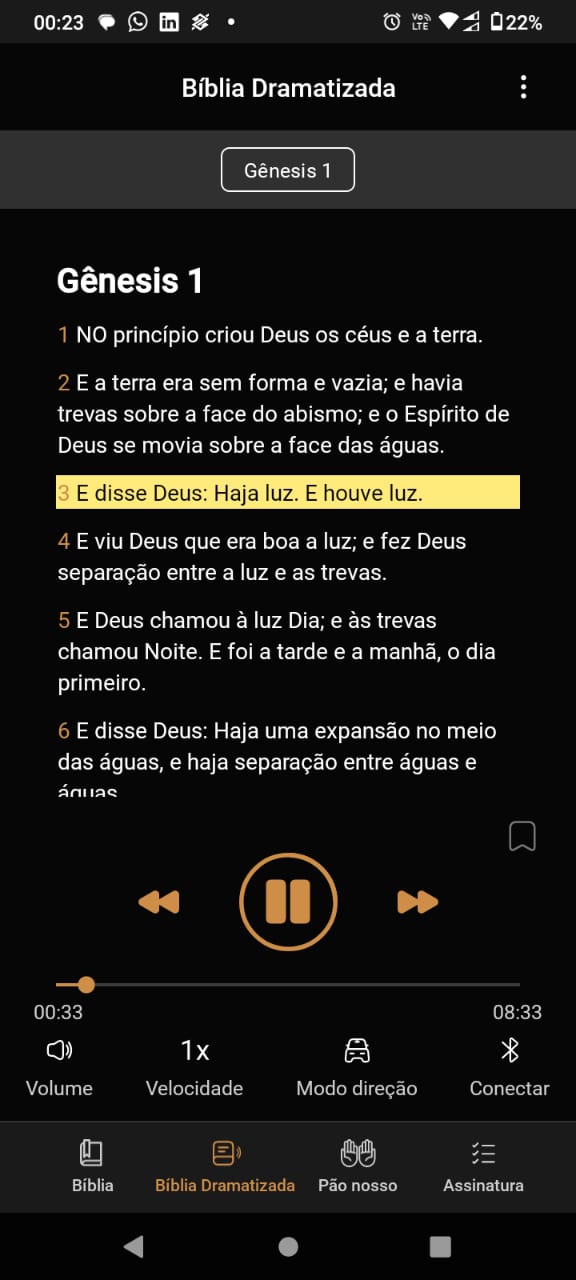 00:23
Vo)) LTE
22%
Bíblia Dramatizada
Gênesis 1
Gênesis 1
1 NO princípio criou Deus os céus e a terra.
2 E a terra era sem forma e vazia; e havia
trevas sobre a face do abismo; e o Espírito de
Deus se movia sobre a face das águas.
3 E disse Deus: Haja luz. E houve luz.
4 E viu Deus que era boa a luz; e fez Deus
separação entre a luz e as trevas.
5 E Deus chamou à luz Dia; e às trevas
chamou Noite. E foi a tarde e a manhã, o dia
primeiro.
6 E disse Deus: Haja uma expansão no meio
das águas, e haja separação entre águas e
águas
00:33
08:33
1x
Volume
Velocidade
Modo direção
Conectar
Bíblia
Bíblia Dramatizada
Pão nosso
Assinatura